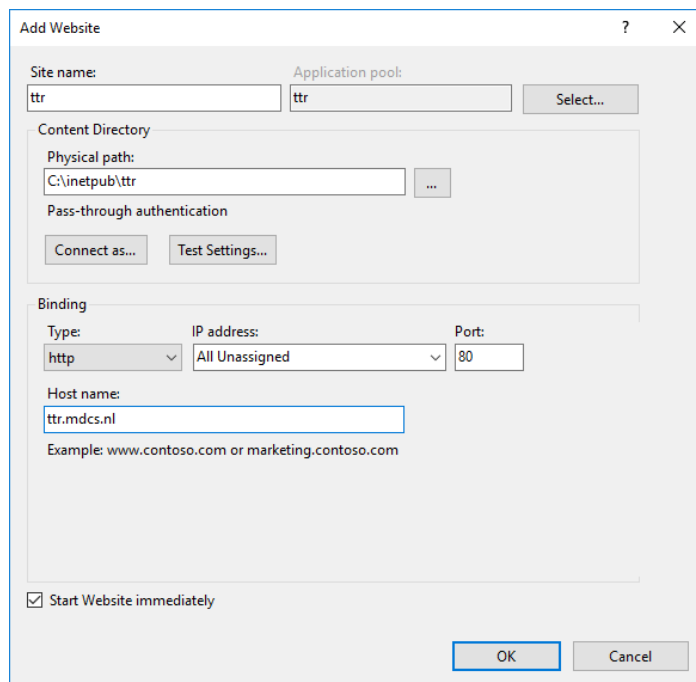 Add Website
? ×
Site name: Application pool:
ttr ttr Select...
Content Directory
Physical path:
C:\inetpub\ttr ...
Pass-through authentication
Connect as... Test Settings...
Binding
Type: IP address: Port:
http All Unassigned 80
Host name:
ttr.mdcs.nl
Example: www.contoso.com or marketing.contoso.com
Start Website immediately
OK Cancel